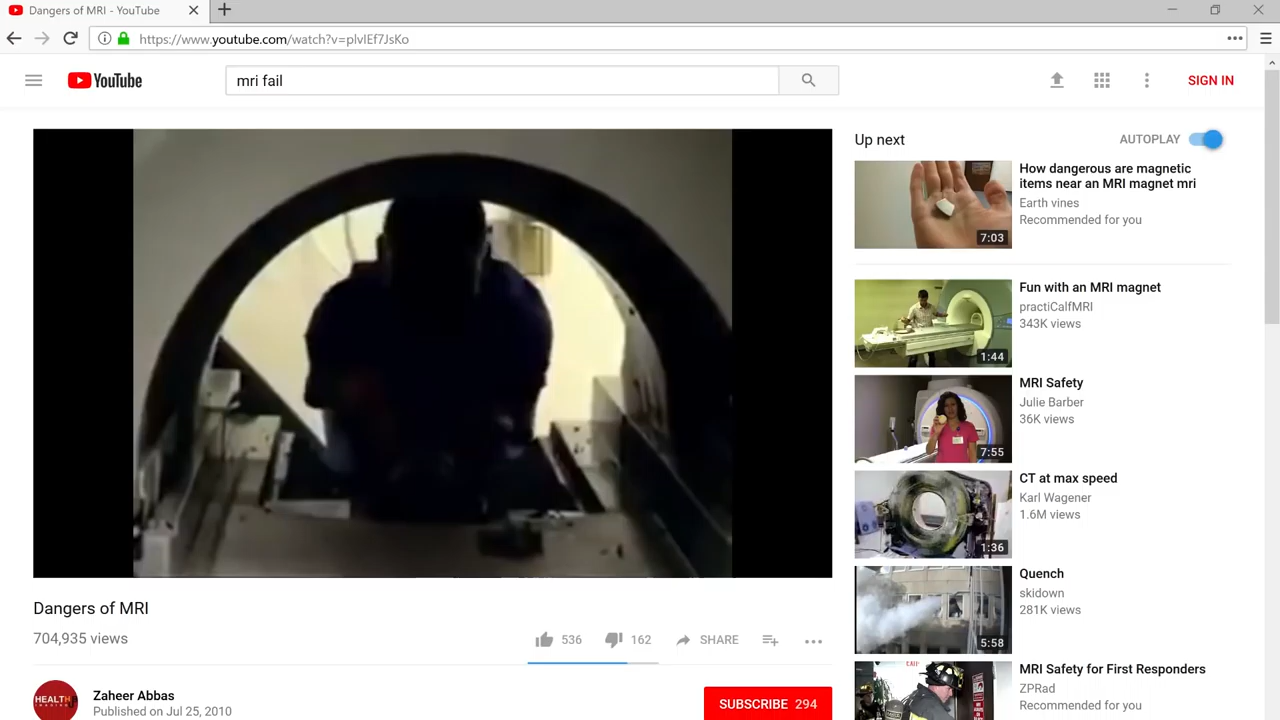 Dangers of MRI - YouTube
https://www.youtube.com/watch?v=plvlEf7JsKo
YouTube
mri fail
SIGN IN
Up next
AUTOPLAY
How dangerous are magnetic
items near an MRI magnet mri
Earth vines
Recommended for you
7:03
Fun with an MRI magnet
practiCalfMRI
343K views
1:44
MRI Safety
Julie Barber
36K views
7:55
CT at max speed
Karl Wagener
1.6M views
1:36
Quench
skidown
281K views
5:58
MRI Safety for First Responders
ZPRad
Recommended for you
Dangers of MRI
704,935 views
536
162
SHARE
HEALTH
Zaheer Abbas
Published on Jul 25, 2010
SUBSCRIBE 294